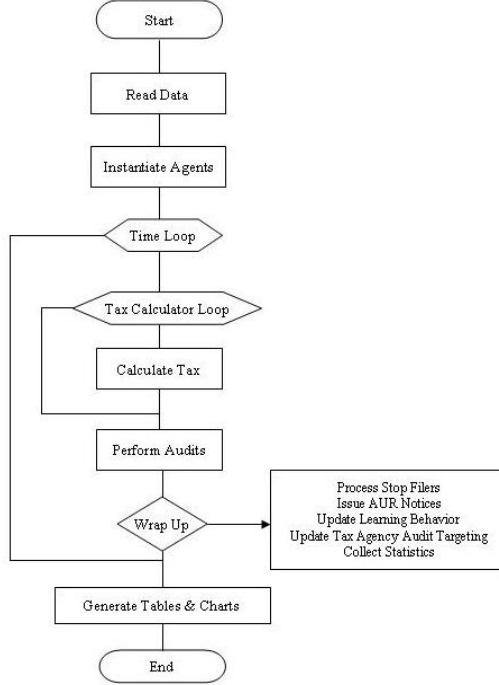 Start
Read Data
Instantiate Agents
Time Loop
Tax Calculator Loop
Calculate Tax
Perform Audits
Wrap Up
Process Stop Filers
Issue AUR Notices
Update Learning Behavior
Update Tax Agency Audit Targeting
Collect Statistics
Generate Tables & Charts
End